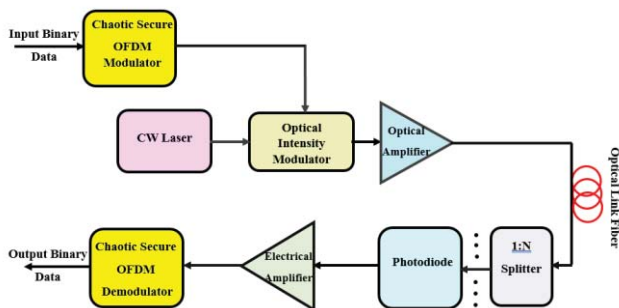 Chaotic Secure
OFDM
Modulator
Input Binary
Data
CW Laser
Optical
Intensity
Modulator
Optical
Amplifier
Optical Link Fiber
1:N
Splitter
Photodiode
Electrical
Amplifier
Chaotic Secure
OFDM
Demodulator
Output Binary
Data